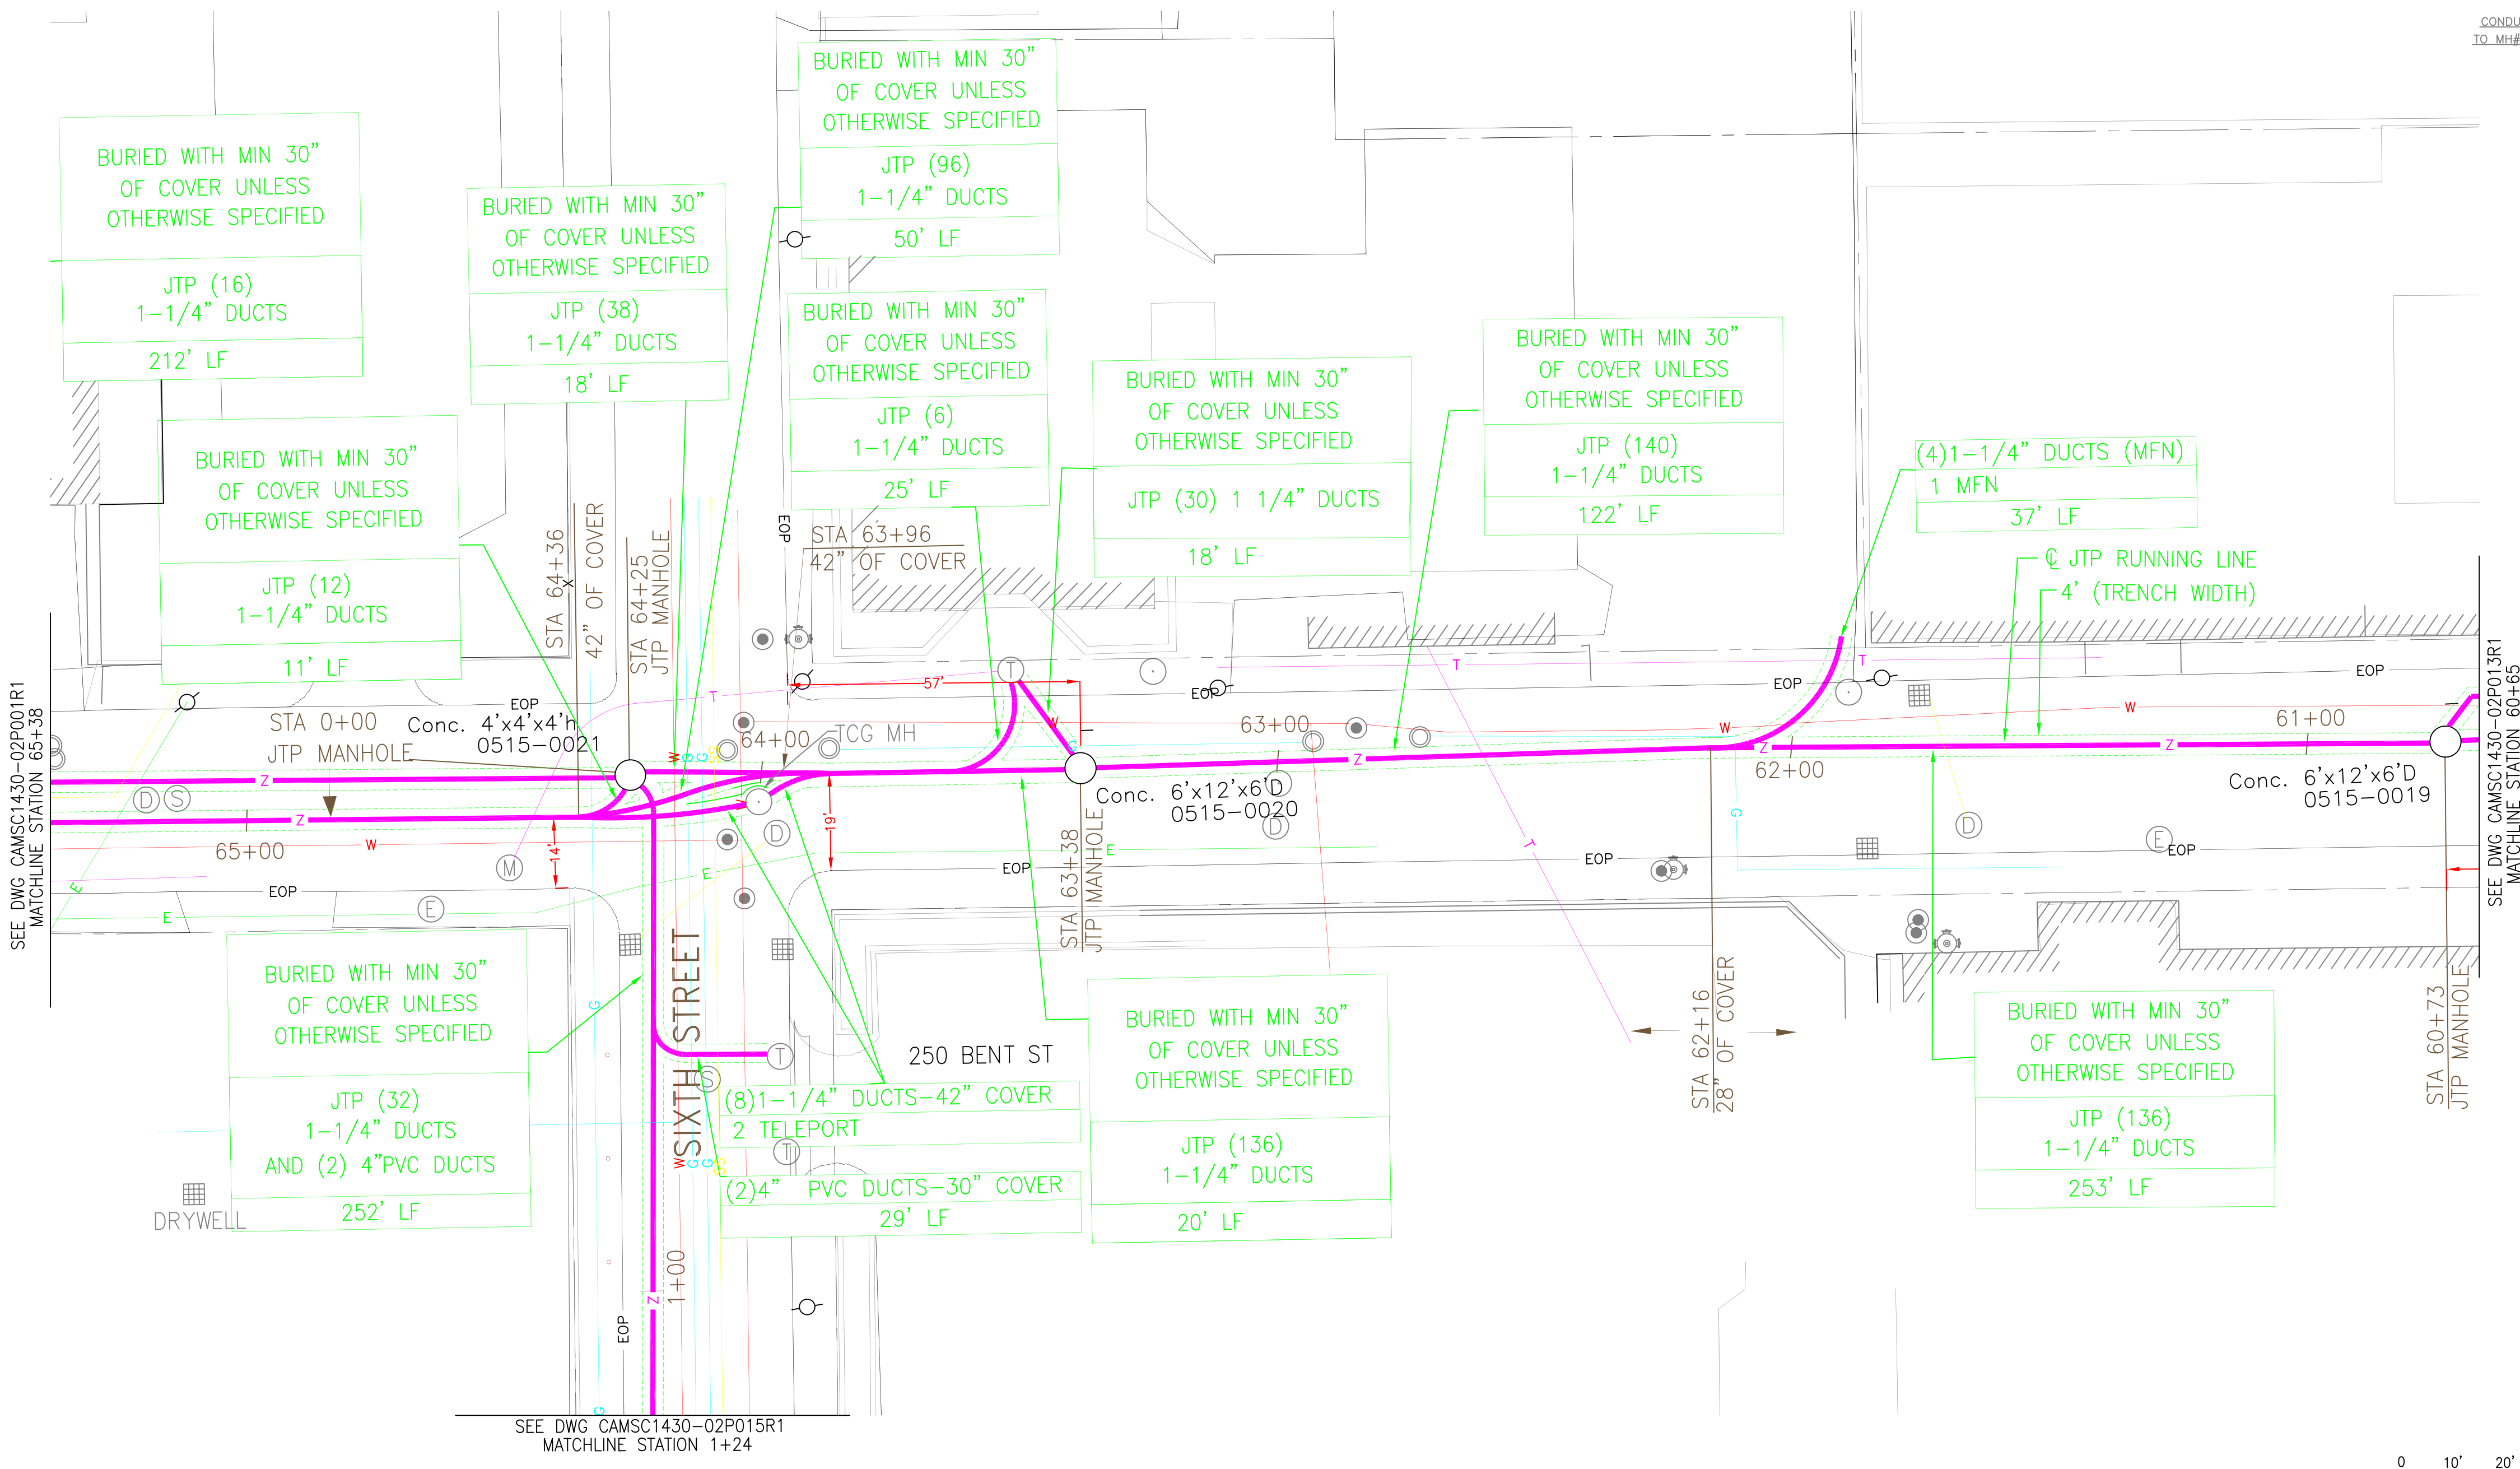 CONDU
TO MH#
BURIED WITH MIN 30"
OF COVER UNLESS
OTHERWISE SPECIFIED
JTP (96)
1-1/4" DUCTS
50' LF
BURIED WITH MIN 30"
OF COVER UNLESS
OTHERWISE SPECIFIED
JTP (16)
1-1/4" DUCTS
212' LF
BURIED WITH MIN 30"
OF COVER UNLESS
OTHERWISE SPECIFIED
JTP (38)
1-1/4" DUCTS
18' LF
BURIED WITH MIN 30"
OF COVER UNLESS
OTHERWISE SPECIFIED
JTP (6)
1-1/4" DUCTS
25' LF
BURIED WITH MIN 30"
OF COVER UNLESS
OTHERWISE SPECIFIED
JTP (30) 1 1/4" DUCTS
18' LF
BURIED WITH MIN 30"
OF COVER UNLESS
OTHERWISE SPECIFIED
JTP (140)
1-1/4" DUCTS
122' LF
(4)1-1/4" DUCTS (MFN)
1 MFN
37' LF
℄ JTP RUNNING LINE
4' (TRENCH WIDTH)
BURIED WITH MIN 30"
OF COVER UNLESS
OTHERWISE SPECIFIED
JTP (12)
1-1/4" DUCTS
11' LF
STA 64+36
42" OF COVER
X
STA 64+25
JTP MANHOLE
W
G
G
SS
EOP
STA 63+96
42" OF COVER
SEE DWG CAMSC1430-02P001R1
MATCHLINE STATION 65+38
SEE DWG CAMSC1430-02P013R1
MATCHLINE STATION 60+65
EOP
STA 0+00
JTP MANHOLE
Conc. 4'x4'x4'h
0515-0021
T
57'
T
EOP
T
EOP
T
EOP
64+00
TCG MH
W
G
63+00
W
W
61+00
Z
Z
Z
Z
Z
D
S
65+00
W
M
14'
W
D
19'
Conc. 6'x12'x6'D
0515-0020
D
D
62+00
G
Conc. 6'x12'x6'D
0515-0019
D
E
EOP
E
E
EOP
E
E
E
EOP
T
EOP
STA 63+38
JTP MANHOLE
G
SIXTH STREET
BURIED WITH MIN 30"
OF COVER UNLESS
OTHERWISE SPECIFIED
JTP (32)
1-1/4" DUCTS
AND (2) 4"PVC DUCTS
252' LF
T
S
250 BENT ST
(8)1-1/4" DUCTS-42" COVER
2 TELEPORT
T
W
G
G
SS
(2)4" PVC DUCTS-30" COVER
29' LF
BURIED WITH MIN 30"
OF COVER UNLESS
OTHERWISE SPECIFIED
JTP (136)
1-1/4" DUCTS
20' LF
STA 62+16
28" OF COVER
BURIED WITH MIN 30"
OF COVER UNLESS
OTHERWISE SPECIFIED
JTP (136)
1-1/4" DUCTS
253' LF
STA 60+73
JTP MANHOLE
DRYWELL
1+00
Z
EOP
G
SEE DWG CAMSC1430-02P015R1
MATCHLINE STATION 1+24
0 10' 20'